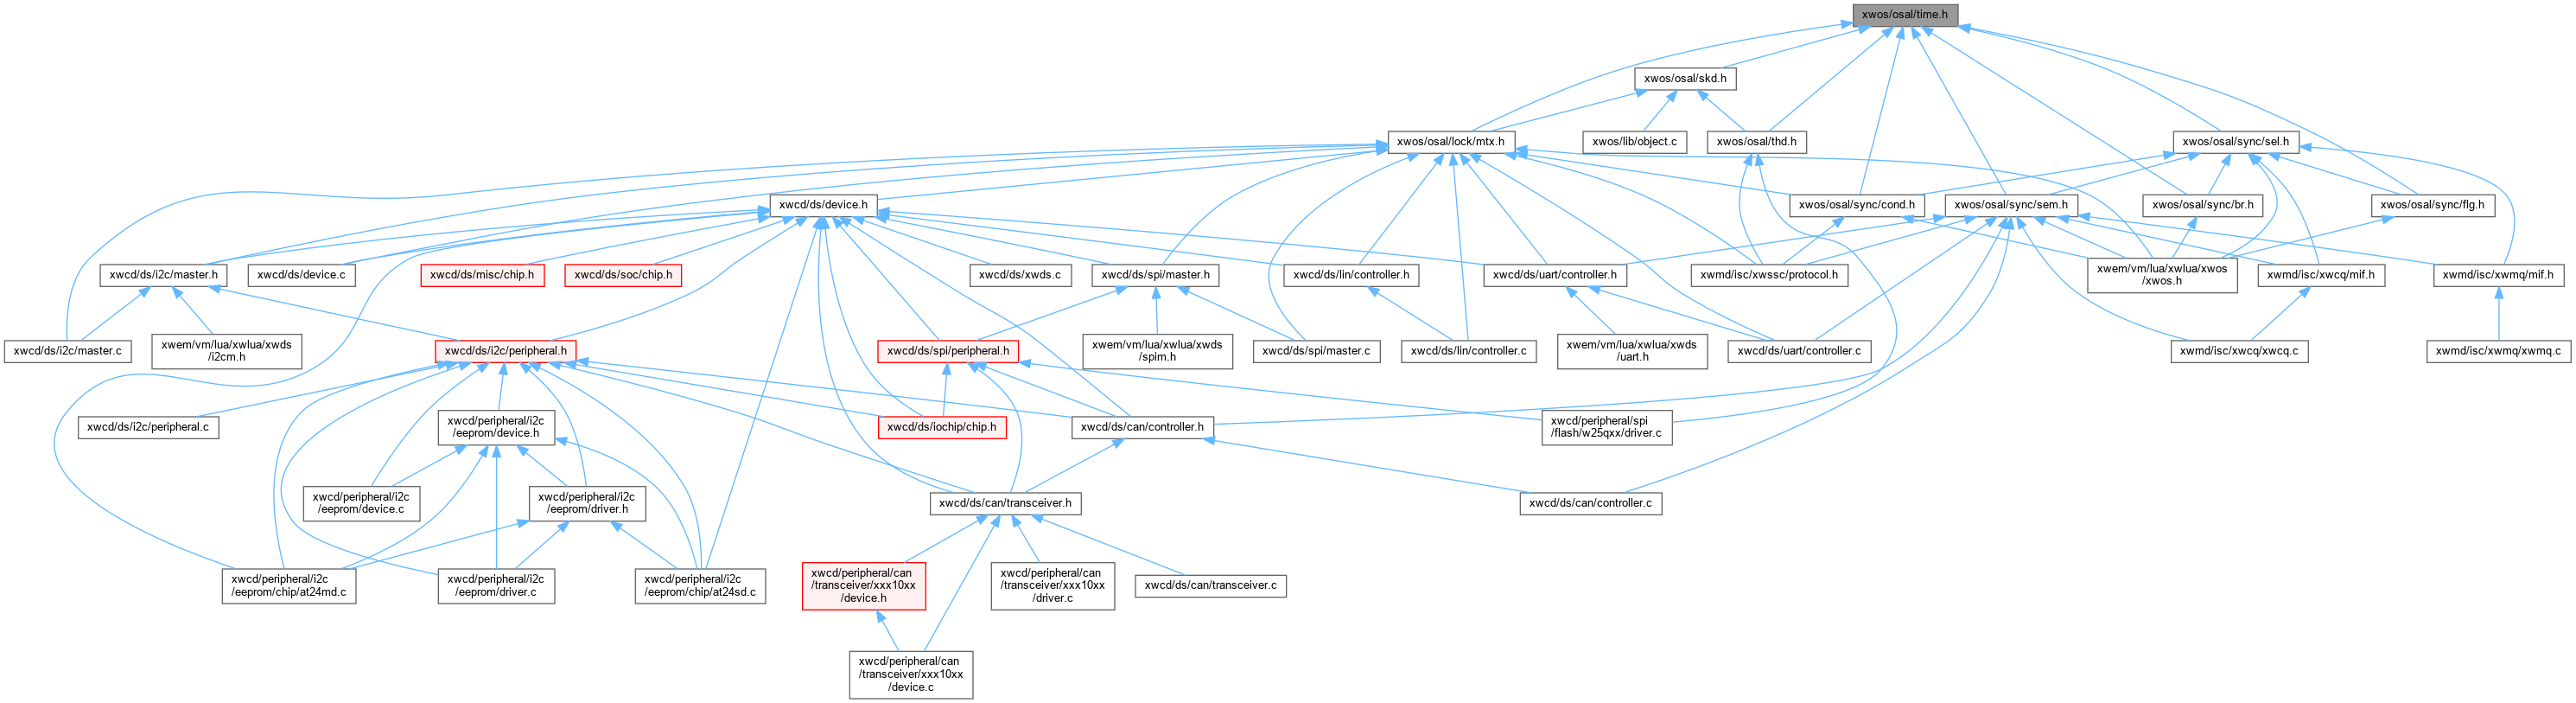 xwos/osal/time.h
xwos/osal/skd.h
xwos/osal/lock/mtx.h
xwos/lib/object.c
xwos/osal/thd.h
xwos/osal/sync/sel.h
xwcd/ds/device.h
xwos/osal/sync/cond.h
xwos/osal/sync/sem.h
xwos/osal/sync/br.h
xwos/osal/sync/flg.h
xwcd/ds/i2c/master.h
xwcd/ds/device.c
xwcd/ds/misc/chip.h
xwcd/ds/soc/chip.h
xwcd/ds/xwds.c
xwcd/ds/spi/master.h
xwcd/ds/lin/controller.h
xwcd/ds/uart/controller.h
xwmd/isc/xwssc/protocol.h
xwem/vm/lua/xwlua/xwos
/xwos.h
xwmd/isc/xwcq/mif.h
xwmd/isc/xwmq/mif.h
xwcd/ds/i2c/master.c
xwem/vm/lua/xwlua/xwds
/i2cm.h
xwcd/ds/i2c/peripheral.h
xwcd/ds/spi/peripheral.h
xwem/vm/lua/xwlua/xwds
/spim.h
xwcd/ds/spi/master.c
xwcd/ds/lin/controller.c
xwem/vm/lua/xwlua/xwds
/uart.h
xwcd/ds/uart/controller.c
xwmd/isc/xwcq/xwcq.c
xwmd/isc/xwmq/xwmq.c
xwcd/ds/i2c/peripheral.c
xwcd/peripheral/i2c
/eeprom/device.h
xwcd/ds/iochip/chip.h
xwcd/ds/can/controller.h
xwcd/peripheral/spi
/flash/w25qxx/driver.c
xwcd/peripheral/i2c
/eeprom/device.c
xwcd/peripheral/i2c
/eeprom/driver.h
xwcd/ds/can/transceiver.h
xwcd/ds/can/controller.c
xwcd/peripheral/i2c
/eeprom/chip/at24md.c
xwcd/peripheral/i2c
/eeprom/driver.c
xwcd/peripheral/i2c
/eeprom/chip/at24sd.c
xwcd/peripheral/can
/transceiver/xxx10xx
/device.h
xwcd/peripheral/can
/transceiver/xxx10xx
/driver.c
xwcd/ds/can/transceiver.c
xwcd/peripheral/can
/transceiver/xxx10xx
/device.c